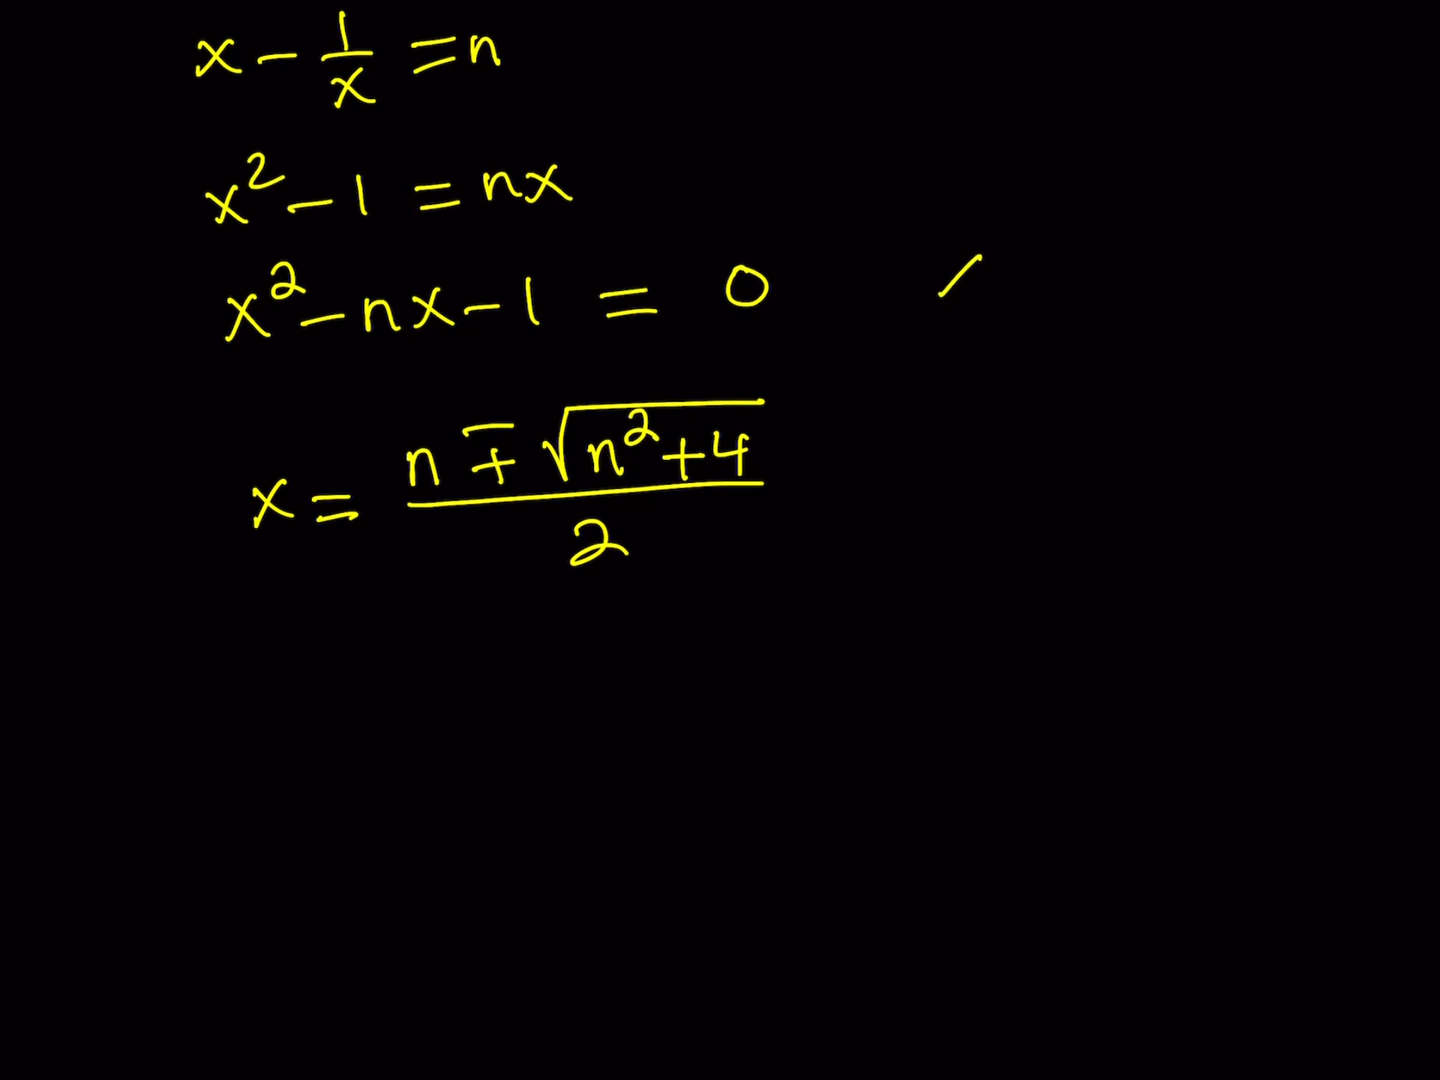 x - 1/x = n
x² - 1 = nx
x² - nx - 1 = 0
x = (n ∓ √(n² + 4))/2